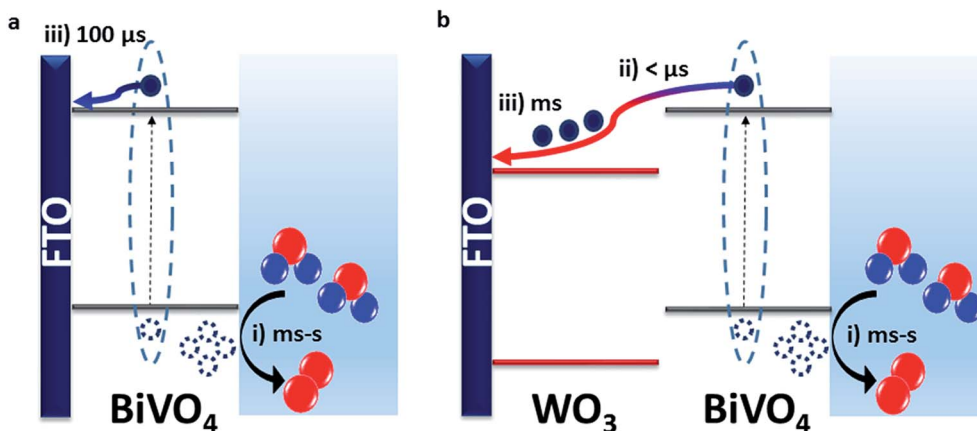 a
iii) 100 µs
FTO
i) ms-s
BiVO₄
b
ii) < µs
iii) ms
FTO
i) ms-s
WO₃
BiVO₄